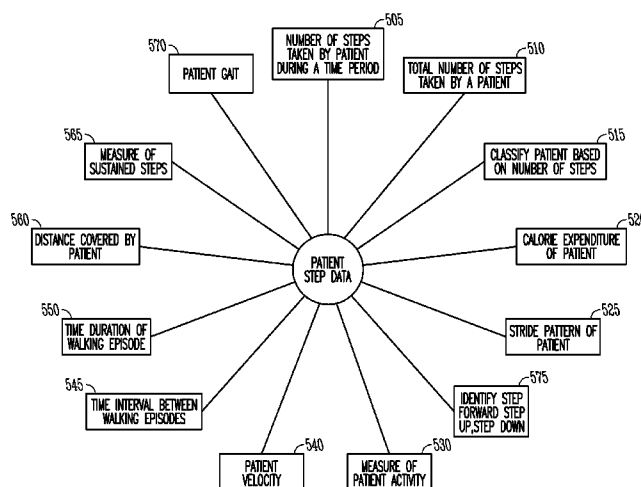 505
NUMBER OF STEPS
TAKEN BY PATIENT
DURING A TIME PERIOD
510
TOTAL NUMBER OF STEPS
TAKEN BY A PATIENT
515
CLASSIFY PATIENT BASED
ON NUMBER OF STEPS
520
CALORIE EXPENDITURE
OF PATIENT
525
STRIDE PATTERN OF
PATIENT
575
IDENTIFY STEP
FORWARD STEP
UP,STEP DOWN
530
MEASURE OF
PATIENT ACTIVITY
540
PATIENT
VELOCITY
545
TIME INTERVAL BETWEEN
WALKING EPISODES
550
TIME DURATION OF
WALKING EPISODE
560
DISTANCE COVERED BY
PATIENT
565
MEASURE OF
SUSTAINED STEPS
570
PATIENT GAIT
PATIENT
STEP DATA